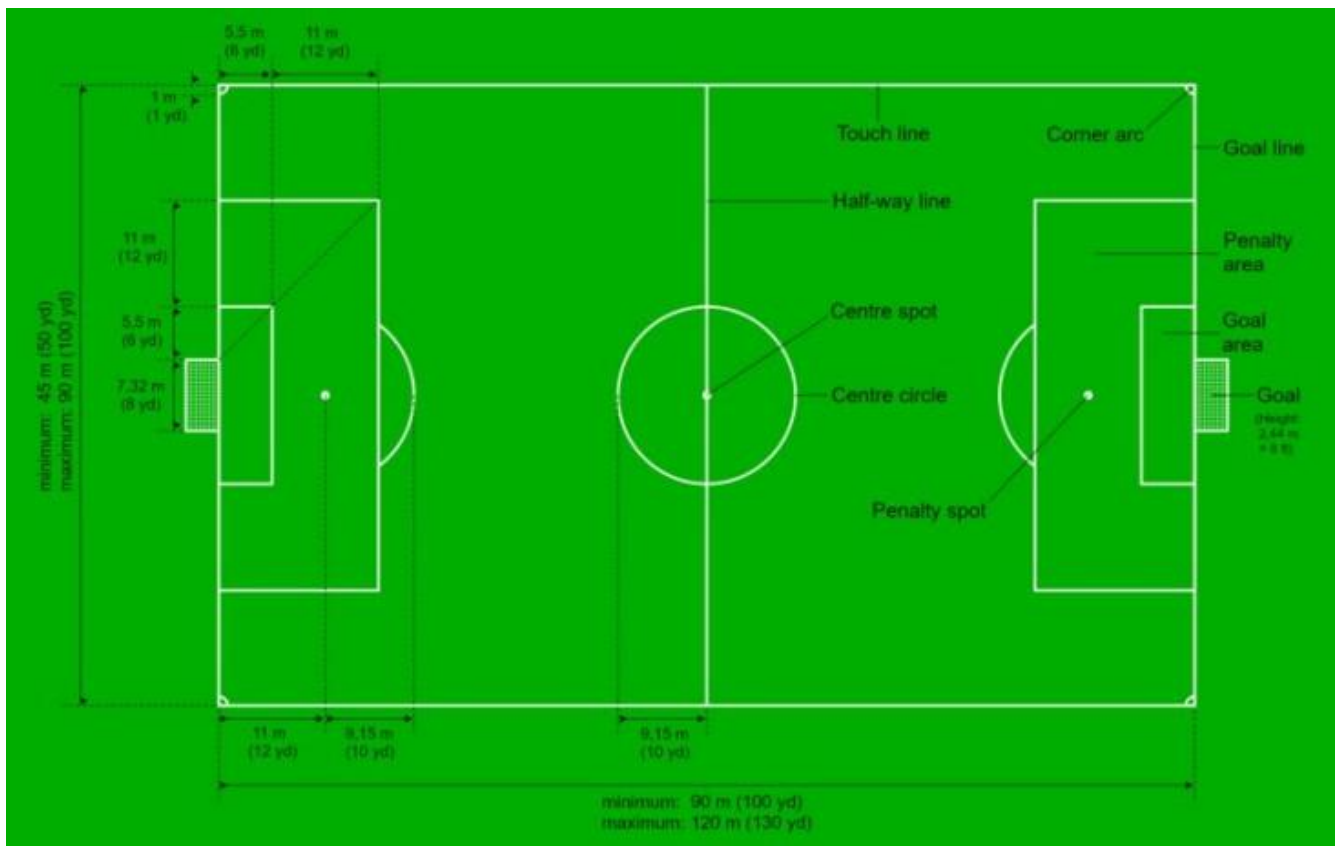 5,5 m
(6 yd)
11 m
(12 yd)
1 m
(1 yd)
Touch line
Corner arc
Goal line
Half-way line
11 m
(12 yd)
Penalty
area
5,5 m
(6 yd)
Centre spot
Goal
area
7,32 m
(8 yd)
Centre circle
Goal
(Height:
2,44 m
= 8 ft)
minimum: 45 m (50 yd)
maximum: 90 m (100 yd)
Penalty spot
11 m
(12 yd)
9,15 m
(10 yd)
9,15 m
(10 yd)
minimum: 90 m (100 yd)
maximum: 120 m (130 yd)